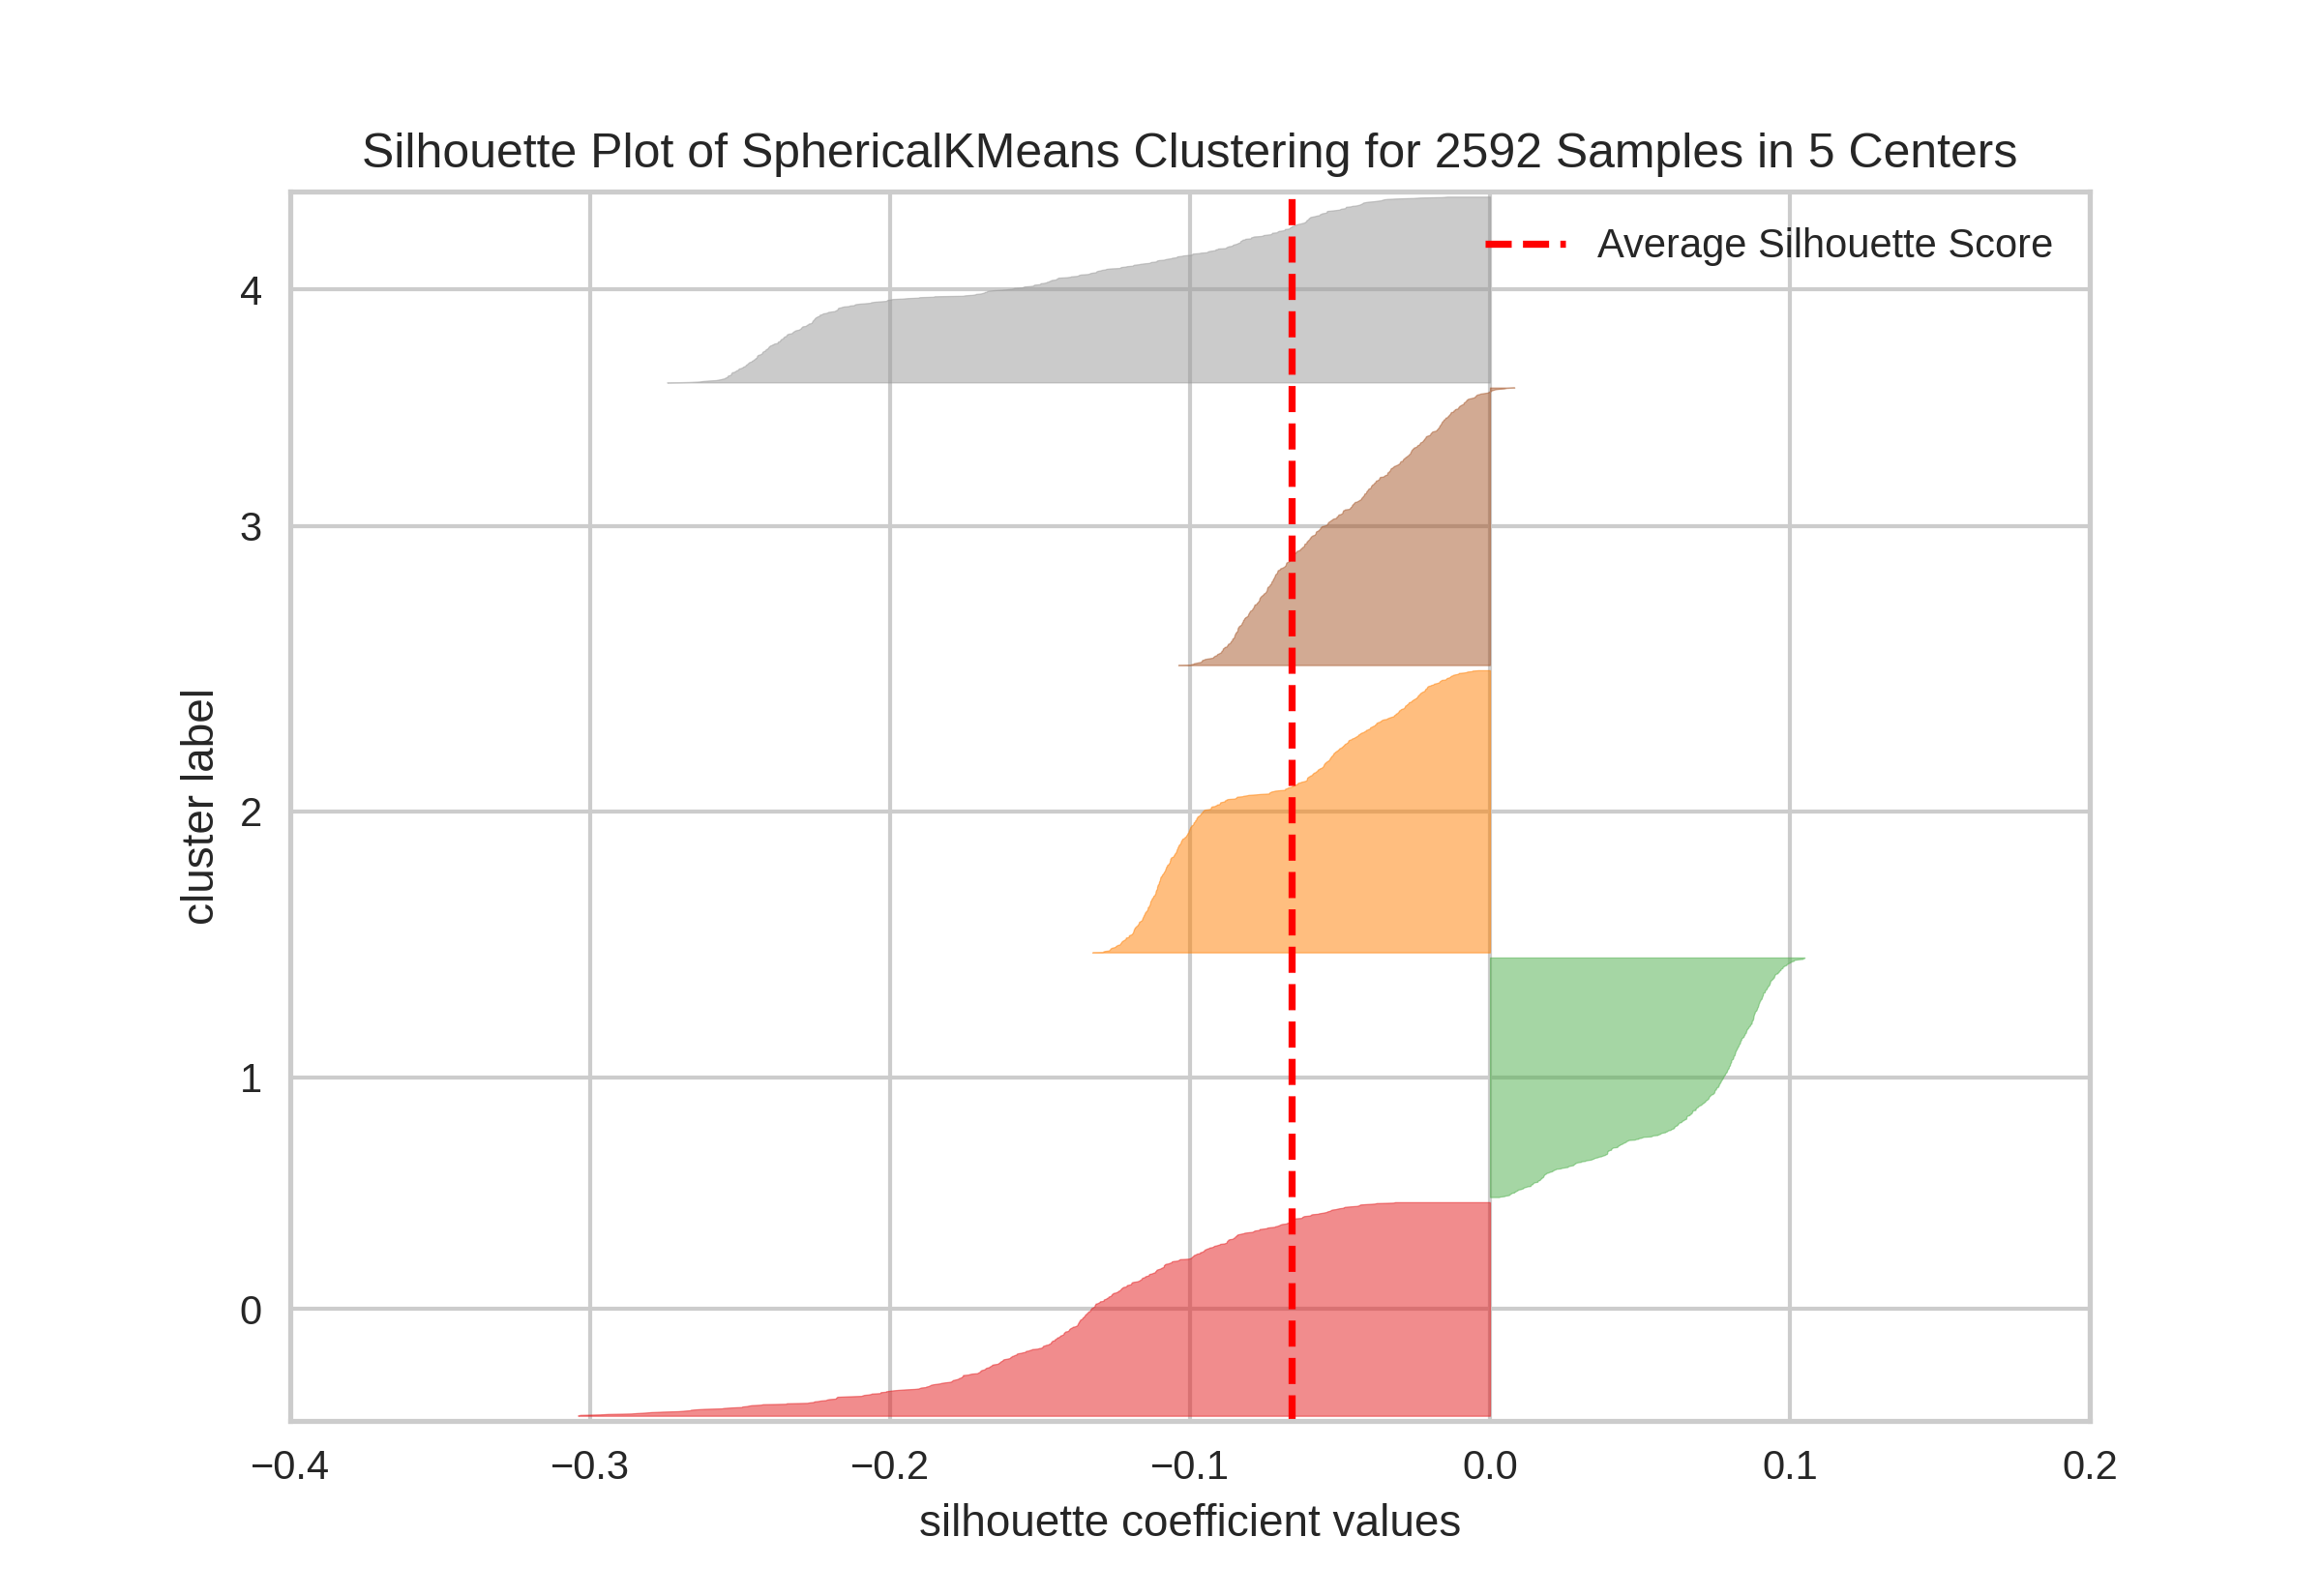 Silhouette Plot of SphericalKMeans Clustering for 2592 Samples in 5 Centers
Average Silhouette Score
4
3
2
1
0
cluster label
−0.4 −0.3 −0.2 −0.1 0.0 0.1 0.2
silhouette coefficient values